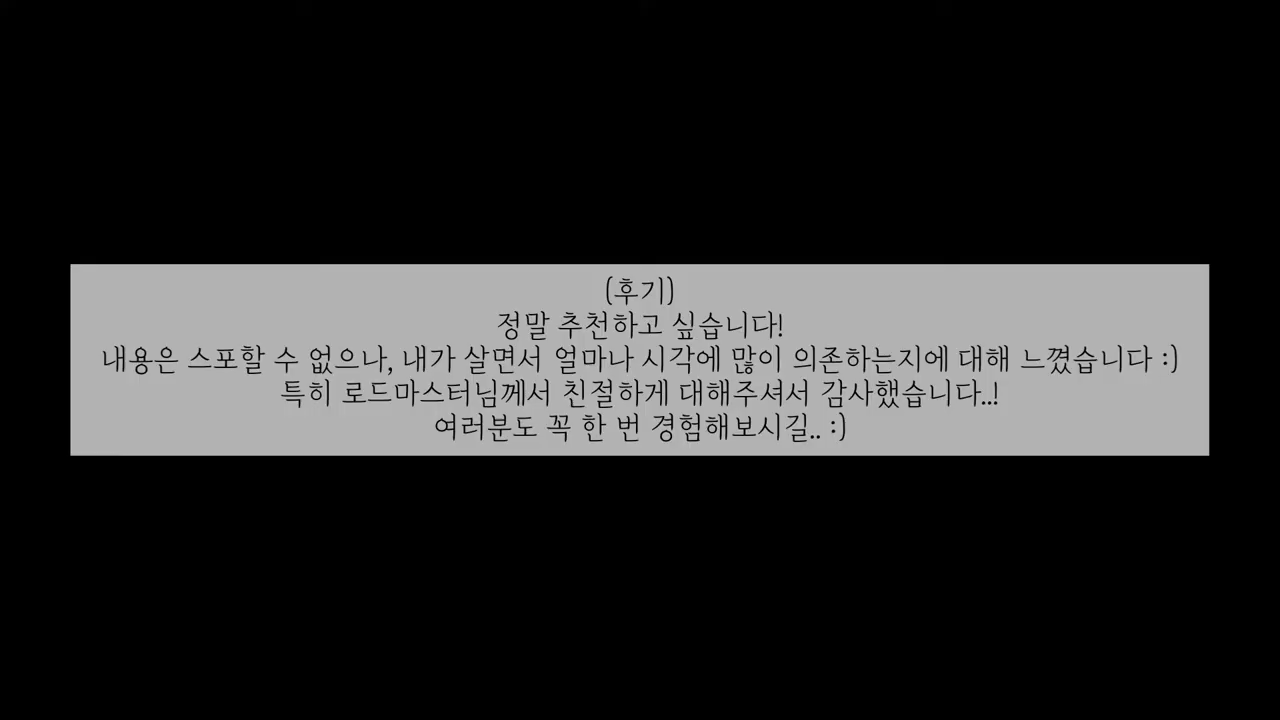 (후기)
정말 추천하고 싶습니다!
내용은 스포할 수 없으나, 내가 살면서 얼마나 시각에 많이 의존하는지에 대해 느꼈습니다 :)
특히 로드마스터님께서 친절하게 대해주셔서 감사했습니다..!
여러분도 꼭 한 번 경험해보시길.. :)